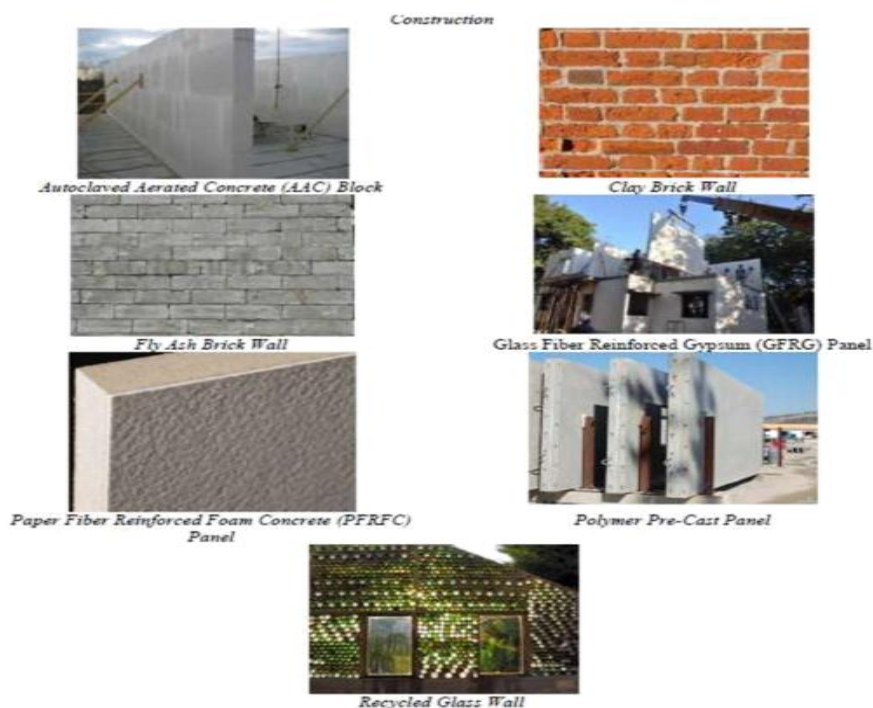 Construction
Autoclaved Aerated Concrete (AAC) Block
Clay Brick Wall
Fly Ash Brick Wall
Glass Fiber Reinforced Gypsum (GFRG) Panel
Paper Fiber Reinforced Foam Concrete (PFRFC)
Panel
Polymer Pre-Cast Panel
Recycled Glass Wall